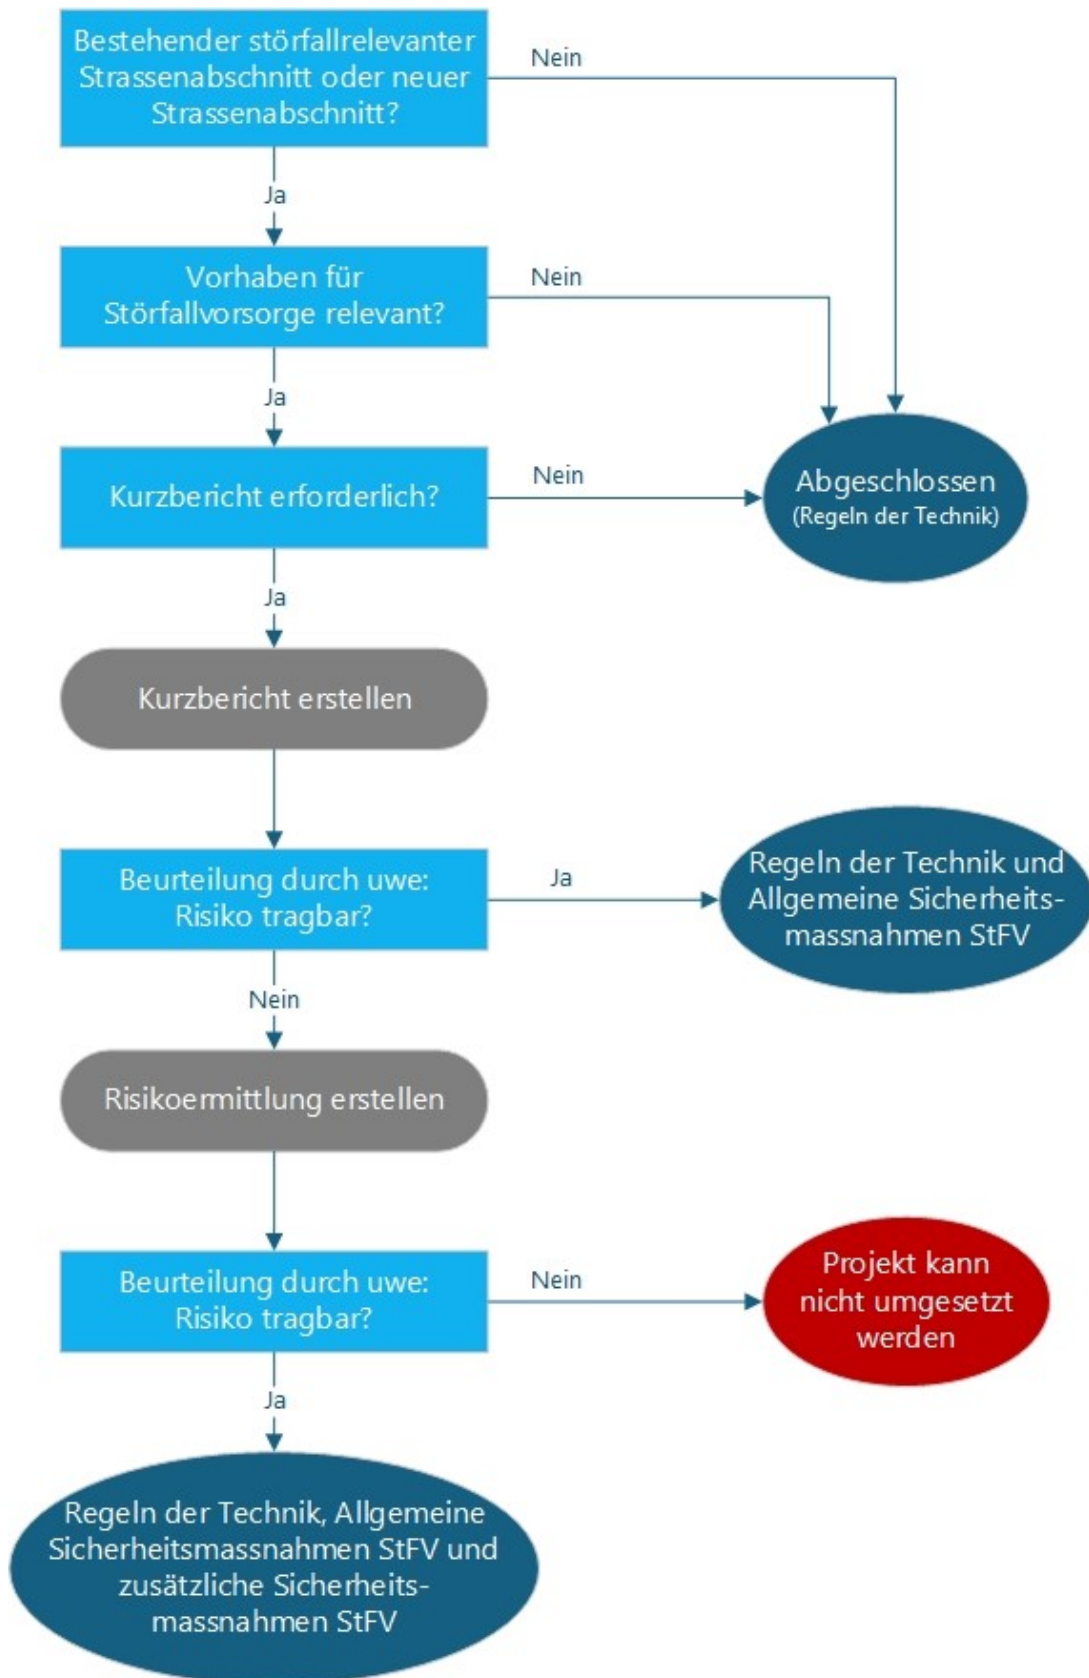 Bestehender störfallrelevanter
Strassenabschnitt oder neuer
Strassenabschnitt?
Nein
Ja
Vorhaben für
Störfallvorsorge relevant?
Nein
Ja
Kurzbericht erforderlich?
Nein
Abgeschlossen
(Regeln der Technik)
Ja
Kurzbericht erstellen
Beurteilung durch uwe:
Risiko tragbar?
Ja
Regeln der Technik und
Allgemeine Sicherheits-
massnahmen StFV
Nein
Risikoermittlung erstellen
Beurteilung durch uwe:
Risiko tragbar?
Nein
Projekt kann
nicht umgesetzt
werden
Ja
Regeln der Technik, Allgemeine
Sicherheitsmassnahmen StFV und
zusätzliche Sicherheits-
massnahmen StFV